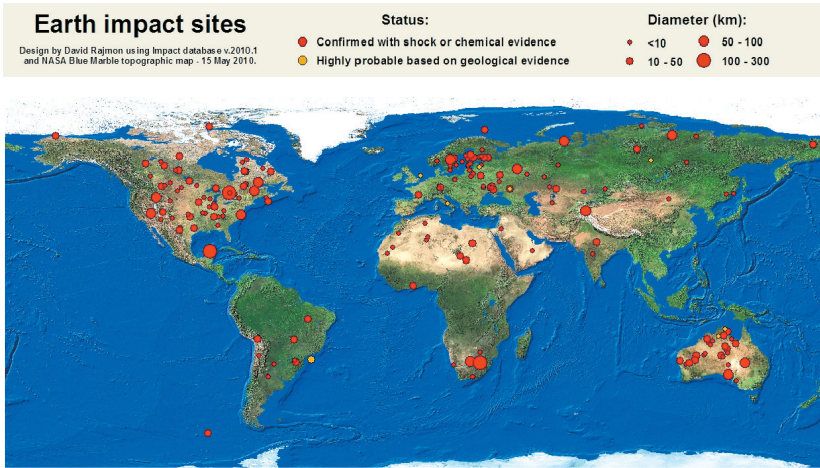 Earth impact sites
Design by David Rajmon using Impact database v.2010.1
and NASA Blue Marble topographic map - 15 May 2010.
Status:
Confirmed with shock or chemical evidence
Highly probable based on geological evidence
Diameter (km):
<10
50 - 100
10 - 50
100 - 300